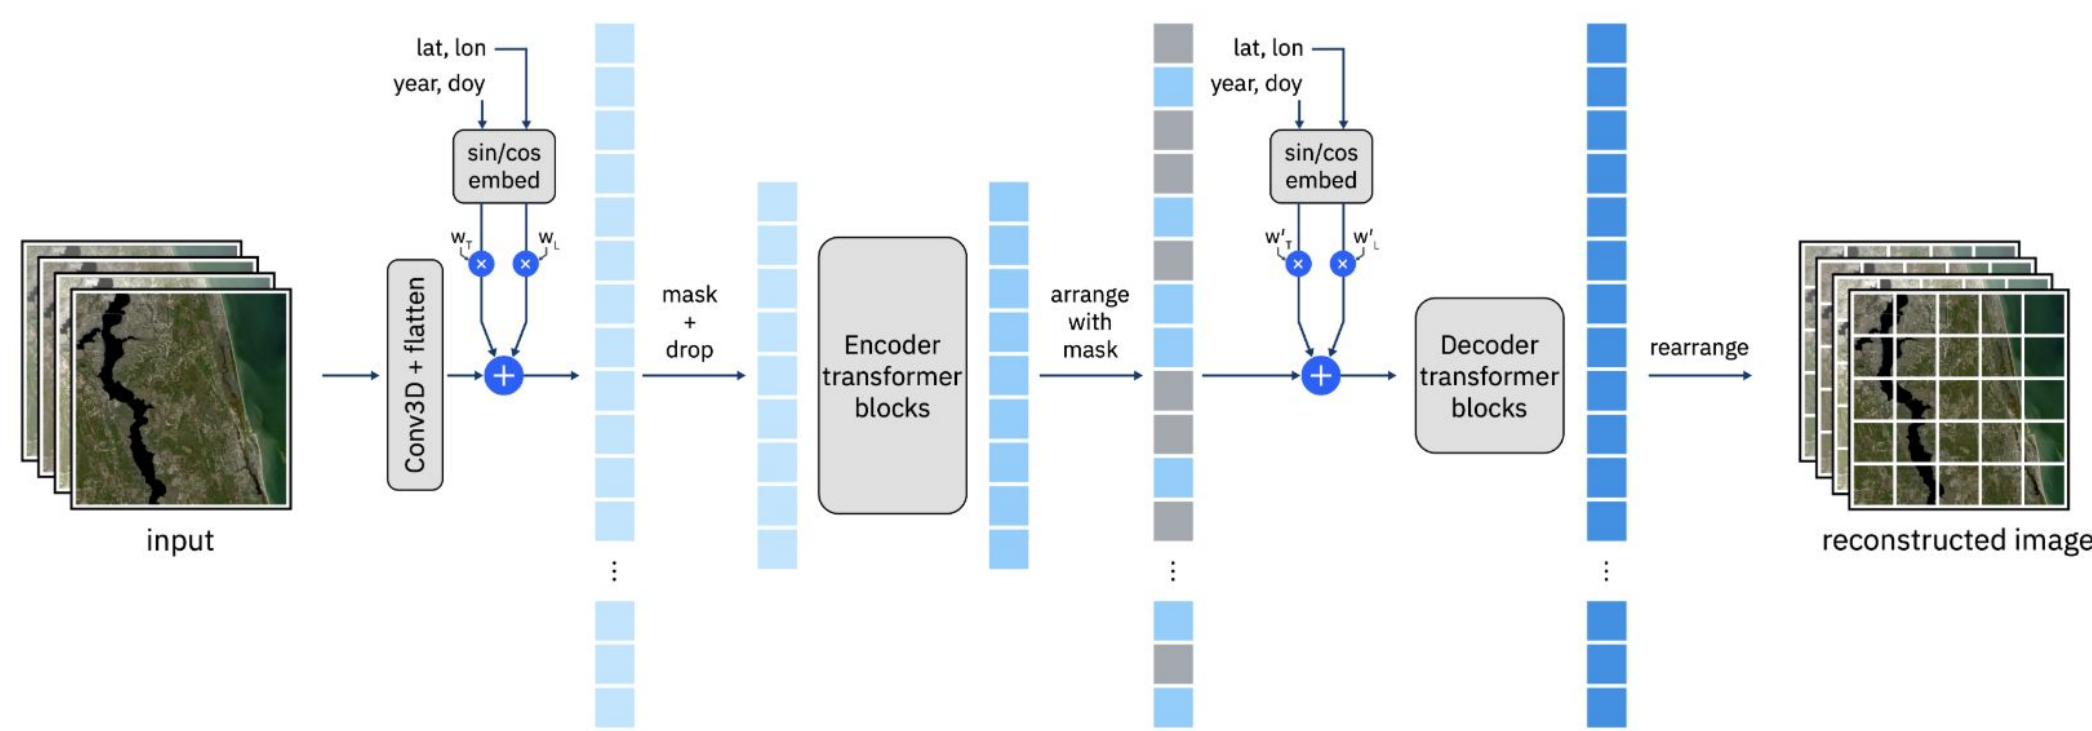 lat, lon
year, doy
sin/cos
embed
w_T
w_L
Conv3D + flatten
input
mask
+
drop
Encoder
transformer
blocks
arrange
with
mask
lat, lon
year, doy
sin/cos
embed
w'_T
w'_L
Decoder
transformer
blocks
rearrange
reconstructed image